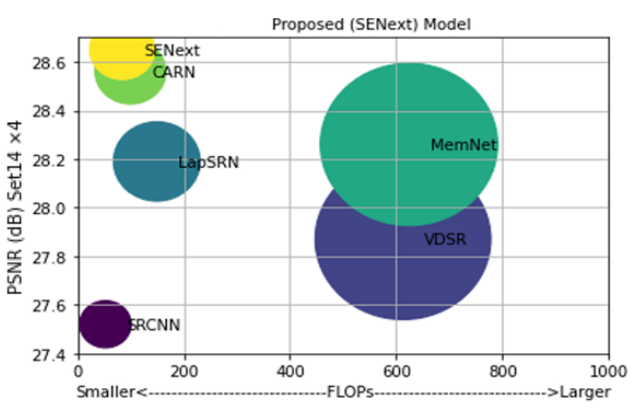 Proposed (SENext) Model
PSNR (dB) Set14 ×4
28.6
28.4
28.2
28.0
27.8
27.6
27.4
SENext
CARN
LapSRN
MemNet
VDSR
SRCNN
0 200 400 600 800 1000
Smaller<------------------------------FLOPs----------------------------->Larger